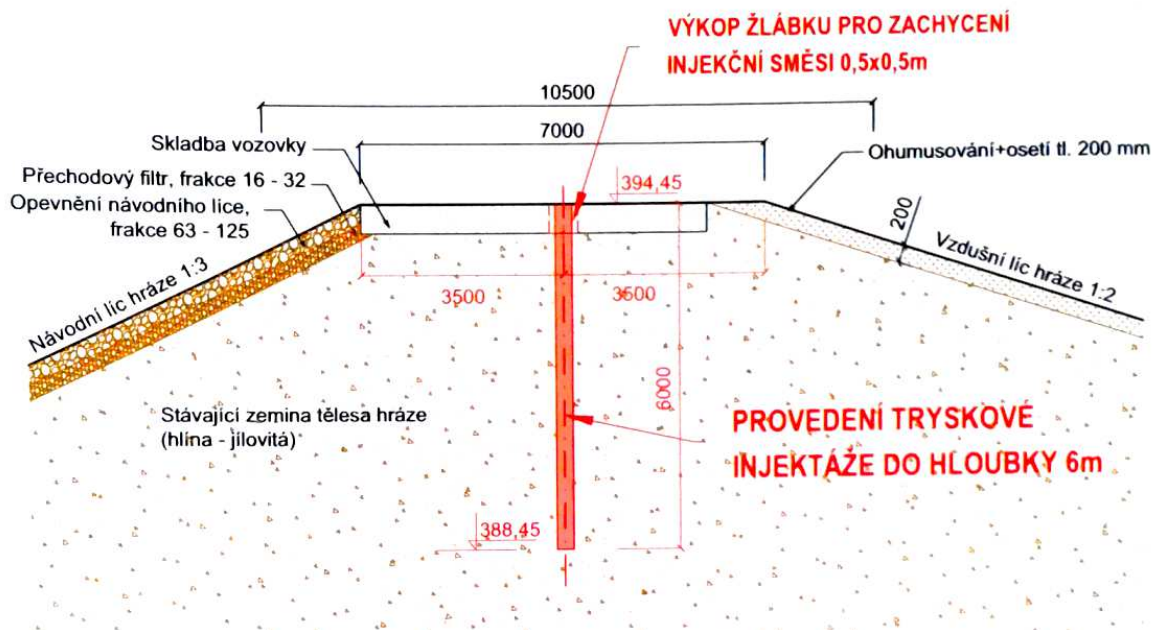 VÝKOP ŽLÁBKU PRO ZACHYCENÍ
INJEKČNÍ SMĚSI 0,5x0,5m
10500
7000
Skladba vozovky
Ohumusování+osetí tl. 200 mm
Přechodový filtr, frakce 16 - 32
394,45
Opevnění návodního líce,
frakce 63 - 125
200
Návodní líc hráze 1:3
Vzdušní líc hráze 1:2
3500
3500
6000
Stávající zemina tělesa hráze
(hlína - jílovitá)
PROVEDENÍ TRYSKOVÉ
INJEKTÁŽE DO HLOUBKY 6m
388,45